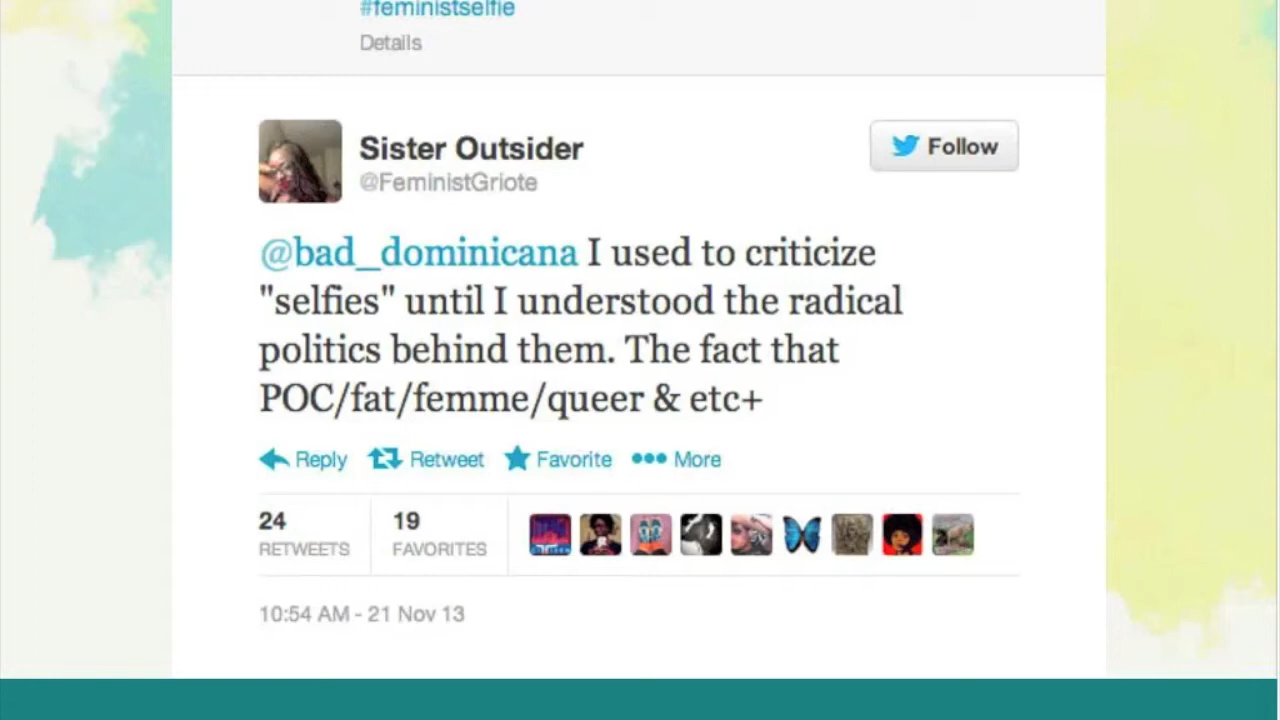 #feministselfie
Details
Sister Outsider
@FeministGriote
Follow
@bad_dominicana I used to criticize
"selfies" until I understood the radical
politics behind them. The fact that
POC/fat/femme/queer & etc+
Reply Retweet Favorite More
24 19
RETWEETS FAVORITES
10:54 AM - 21 Nov 13